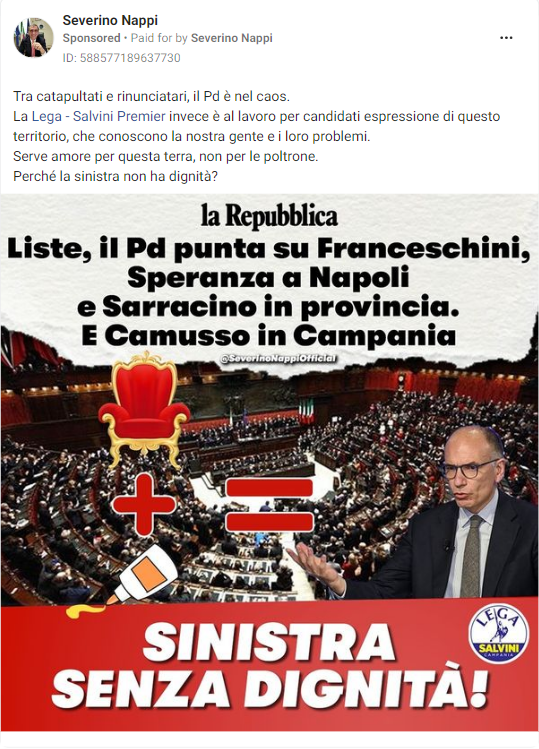 Severino Nappi
Sponsored • Paid for by Severino Nappi
ID: 588577189637730
Tra catapultati e rinunciatari, il Pd è nel caos.
La Lega - Salvini Premier invece è al lavoro per candidati espressione di questo
territorio, che conoscono la nostra gente e i loro problemi.
Serve amore per questa terra, non per le poltrone.
Perché la sinistra non ha dignità?
la Repubblica
Liste, il Pd punta su Franceschini,
Speranza a Napoli
e Sarracino in provincia.
E Camusso in Campania
@SeverinoNappiOfficial
SINISTRA
SENZA DIGNITÀ!
LEGA
SALVINI
CAMPANIA